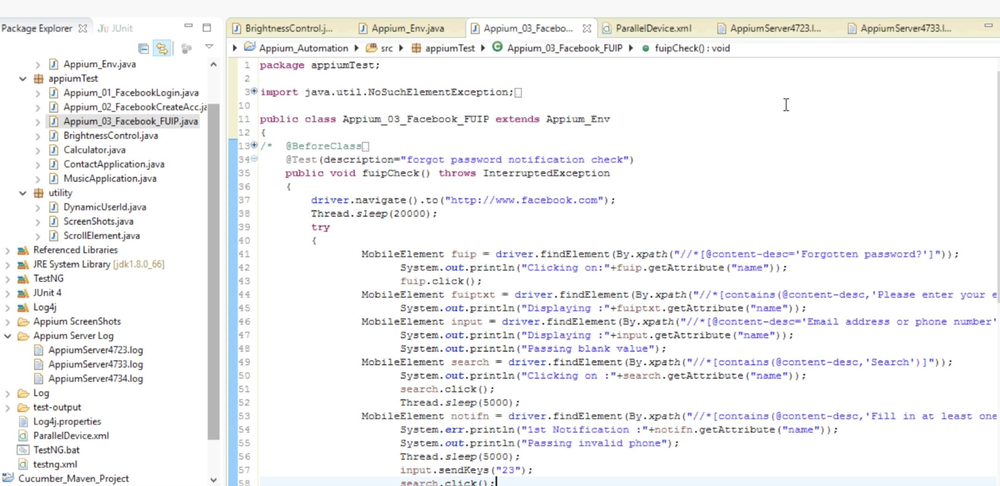 Package Explorer
JUnit
Appium_Env.java
appiumTest
Appium_01_FacebookLogin.java
Appium_02_FacebookCreateAcc.ja
Appium_03_Facebook_FUIP.java
BrightnessControl.java
Calculator.java
ContactApplication.java
MusicApplication.java
utility
DynamicUserId.java
ScreenShots.java
ScrollElement.java
Referenced Libraries
JRE System Library [jdk1.8.0_66]
TestNG
JUnit 4
Log4j
Appium ScreenShots
Appium Server Log
AppiumServer4723.log
AppiumServer4733.log
AppiumServer4734.log
Log
test-output
Log4j.properties
ParallelDevice.xml
TestNG.bat
testng.xml
Cucumber_Maven_Project
BrightnessControl.j... Appium_Env.java Appium_03_Facebo... ParallelDevice.xml AppiumServer4723.l... AppiumServer4733.l...
Appium_Automation src appiumTest Appium_03_Facebook_FUIP fuipCheck() : void
1 package appiumTest;
2
3 import java.util.NoSuchElementException;
10
11 public class Appium_03_Facebook_FUIP extends Appium_Env
12 {
13 /* @BeforeClass
34 @Test(description="forgot password notification check")
35 public void fuipCheck() throws InterruptedException
36 {
37 driver.navigate().to("http://www.facebook.com");
38 Thread.sleep(20000);
39 try
40 {
41 MobileElement fuip = driver.findElement(By.xpath("//*[@content-desc='Forgotten password?']"));
42 System.out.println("Clicking on:"+fuip.getAttribute("name"));
43 fuip.click();
44 MobileElement fuiptxt = driver.findElement(By.xpath("//*[contains(@content-desc,'Please enter your e
45 System.out.println("Displaying :"+fuiptxt.getAttribute("name"));
46 MobileElement input = driver.findElement(By.xpath("//*[@content-desc='Email address or phone number'
47 System.out.println("Displaying :"+input.getAttribute("name"));
48 System.out.println("Passing blank value");
49 MobileElement search = driver.findElement(By.xpath("//*[contains(@content-desc,'Search')]"));
50 System.out.println("Clicking on :"+search.getAttribute("name"));
51 search.click();
52 Thread.sleep(5000);
53 MobileElement notifn = driver.findElement(By.xpath("//*[contains(@content-desc,'Fill in at least one
54 System.err.println("1st Notification :"+notifn.getAttribute("name"));
55 System.out.println("Passing invalid phone");
56 Thread.sleep(5000);
57 input.sendKeys("23");
58 search.click();